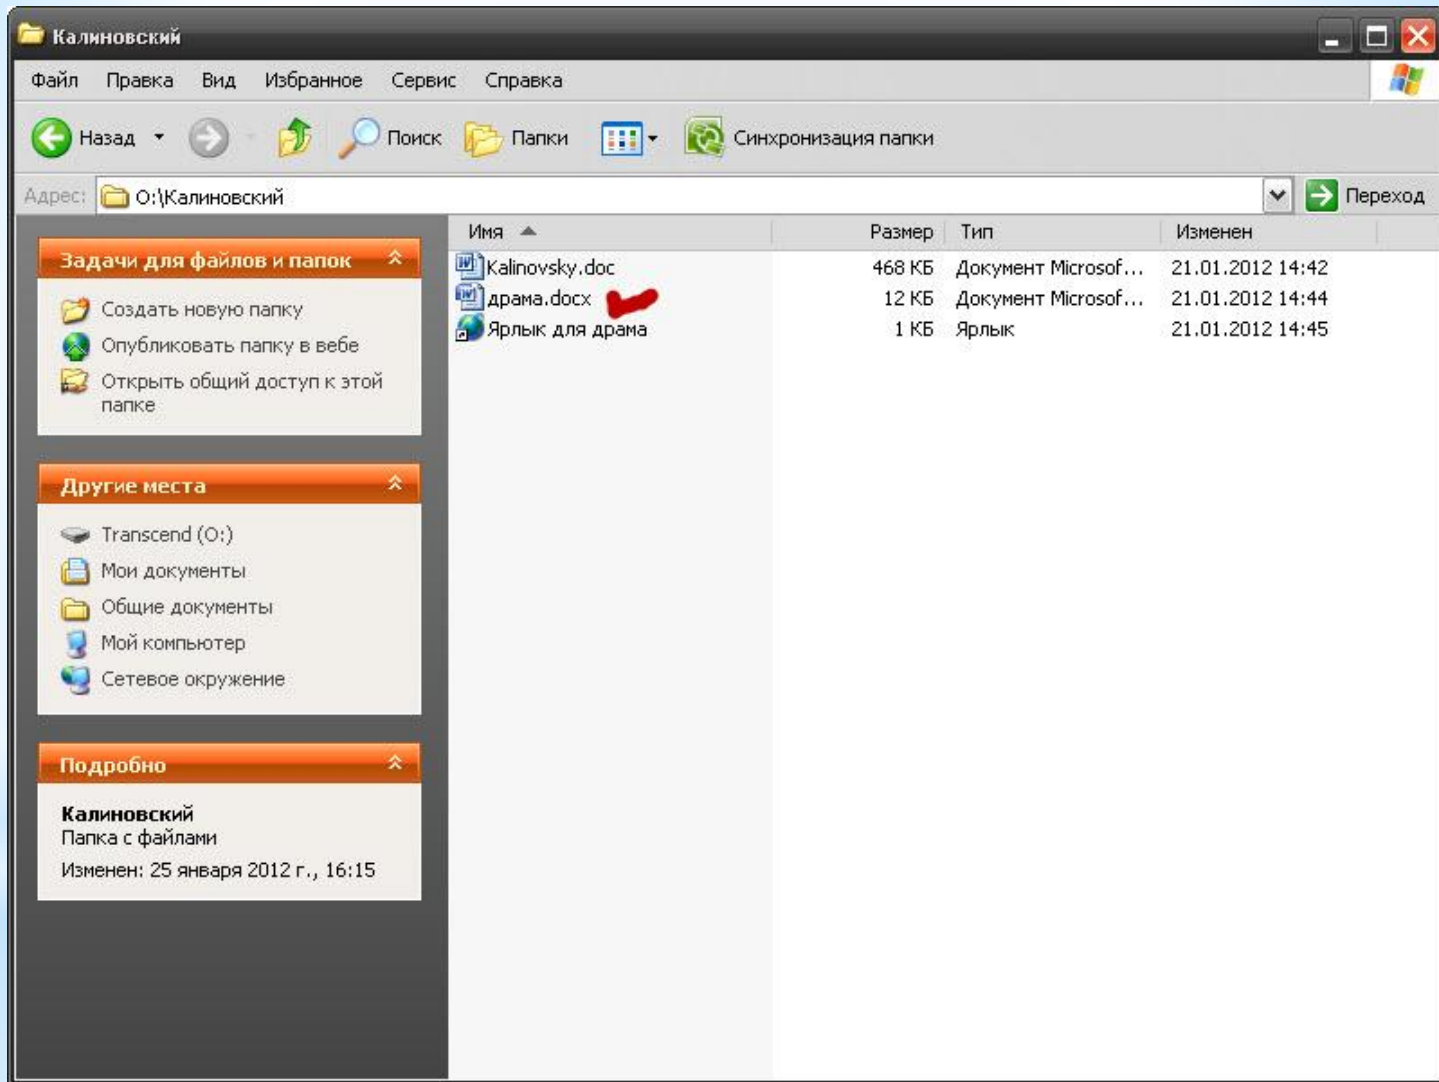 Калиновский
Файл Правка Вид Избранное Сервис Справка
Назад Поиск Папки Синхронизация папки
Адрес: O:\Калиновский Переход
Задачи для файлов и папок
Создать новую папку
Опубликовать папку в вебе
Открыть общий доступ к этой
папке
Другие места
Transcend (O:)
Мои документы
Общие документы
Мой компьютер
Сетевое окружение
Подробно
Калиновский
Папка с файлами
Изменен: 25 января 2012 г., 16:15
Имя Размер Тип Изменен
Kalinovsky.doc 468 КБ Документ Microsof... 21.01.2012 14:42
драма.docx 12 КБ Документ Microsof... 21.01.2012 14:44
Ярлык для драма 1 КБ Ярлык 21.01.2012 14:45